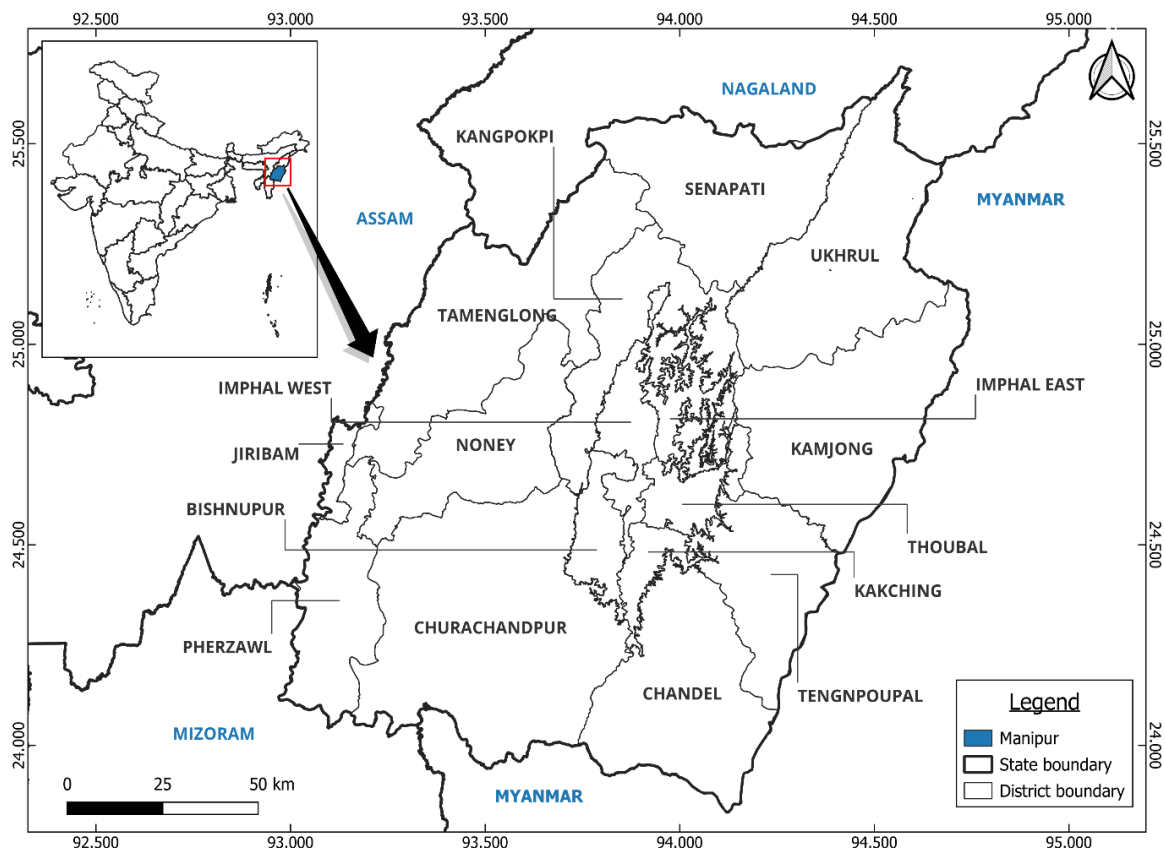 92.500 93.000 93.500 94.000 94.500 95.000
NAGALAND
KANGPOKPI
25.500 25.500
SENAPATI
MYANMAR
ASSAM
UKHRUL
TAMENGLONG
25.000 25.000
IMPHAL WEST
IMPHAL EAST
NONEY
KAMJONG
JIRIBAM
BISHNUPUR
THOUBAL
24.500 24.500
KAKCHING
CHURACHANDPUR
PHERZAWL
CHANDEL
TENGNPOUPAL
Legend
MIZORAM
Manipur
24.000 24.000
State boundary
0 25 50 km
District boundary
MYANMAR
92.500 93.000 93.500 94.000 94.500 95.000